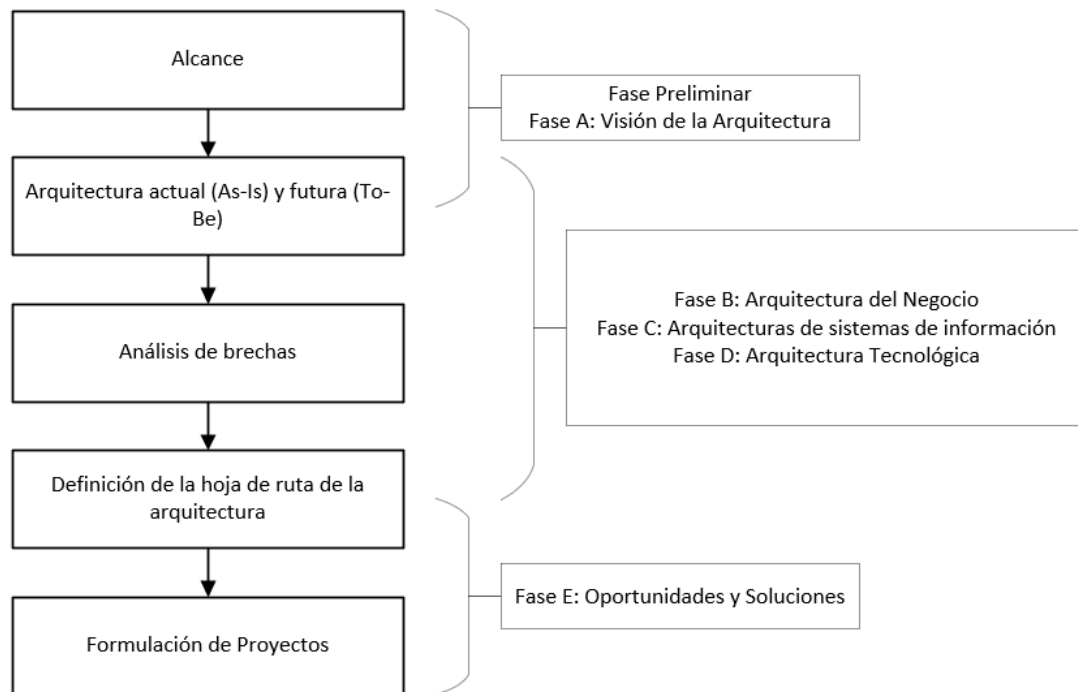 Alcance
Fase Preliminar
Fase A: Visión de la Arquitectura
Arquitectura actual (As-Is) y futura (To-
Be)
Fase B: Arquitectura del Negocio
Fase C: Arquitecturas de sistemas de información
Fase D: Arquitectura Tecnológica
Análisis de brechas
Definición de la hoja de ruta de la
arquitectura
Fase E: Oportunidades y Soluciones
Formulación de Proyectos